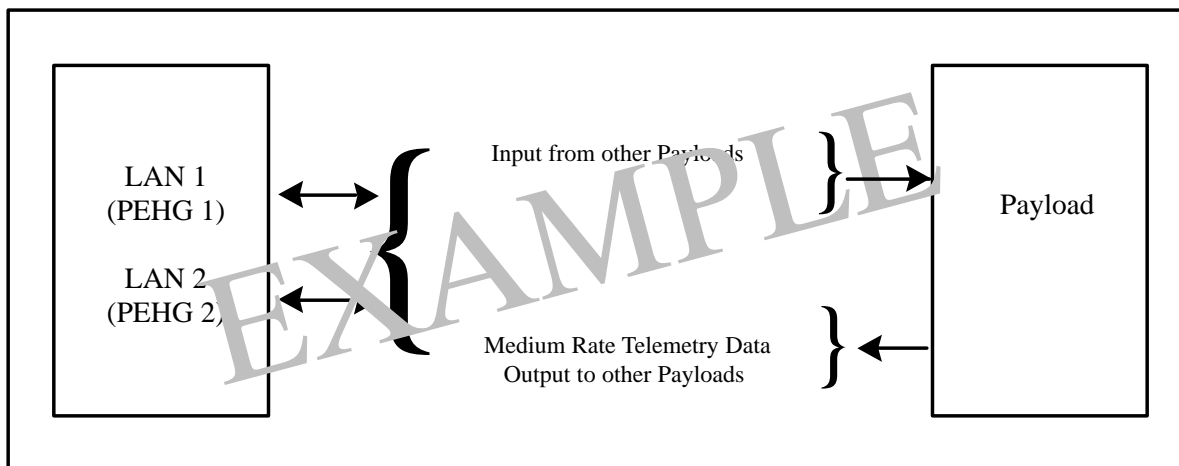 LAN 1
(PEHG 1)
LAN 2
(PEHG 2)
Input from other Payloads
Medium Rate Telemetry Data
Output to other Payloads
Payload
EXAMPLE